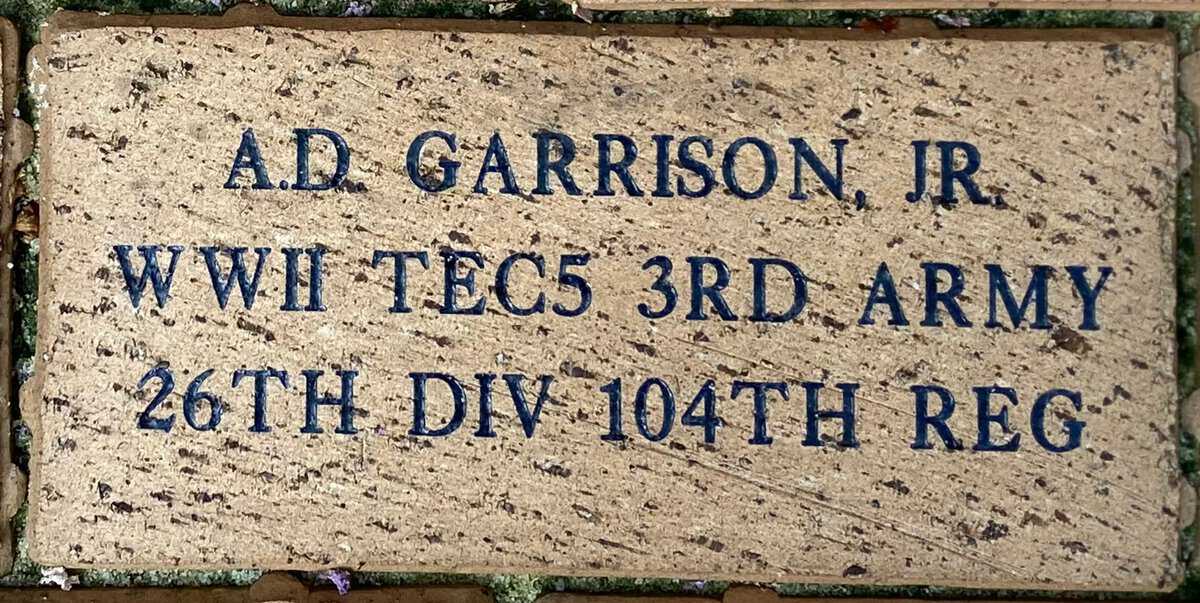 A.D. GARRISON, JR.
WWII TEC5 3RD ARMY
26TH DIV 104TH REG